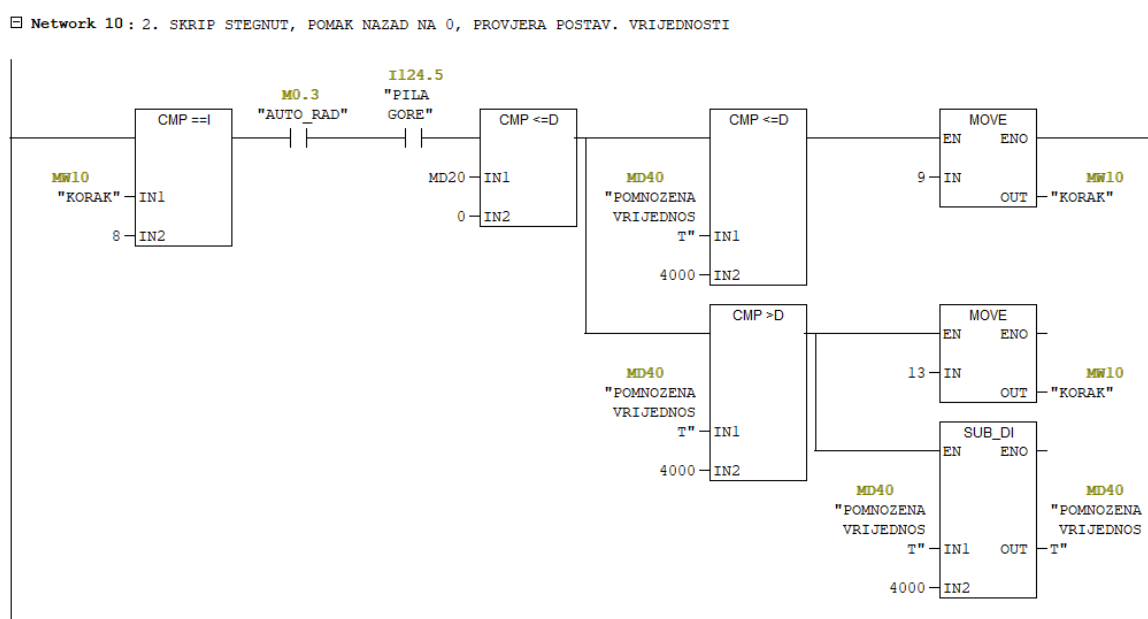 Network 10 : 2. SKRIP STEGNUT, POMAK NAZAD NA 0, PROVJERA POSTAV. VRIJEDNOSTI
I124.5
M0.3
"PILA
"AUTO_RAD"
GORE"
CMP ==I
CMP <=D
CMP <=D
MOVE
EN ENO
MW10
"KORAK"
IN1
8
IN2
MD20
IN1
0
IN2
MD40
"POMNOZENA
VRIJEDNOS
T"
IN1
4000
IN2
9
IN
MW10
OUT
"KORAK"
CMP >D
MOVE
EN ENO
MD40
"POMNOZENA
VRIJEDNOS
T"
IN1
4000
IN2
13
IN
MW10
OUT
"KORAK"
SUB_DI
EN ENO
MD40
"POMNOZENA
VRIJEDNOS
T"
IN1
4000
IN2
MD40
"POMNOZENA
VRIJEDNOS
OUT
T"